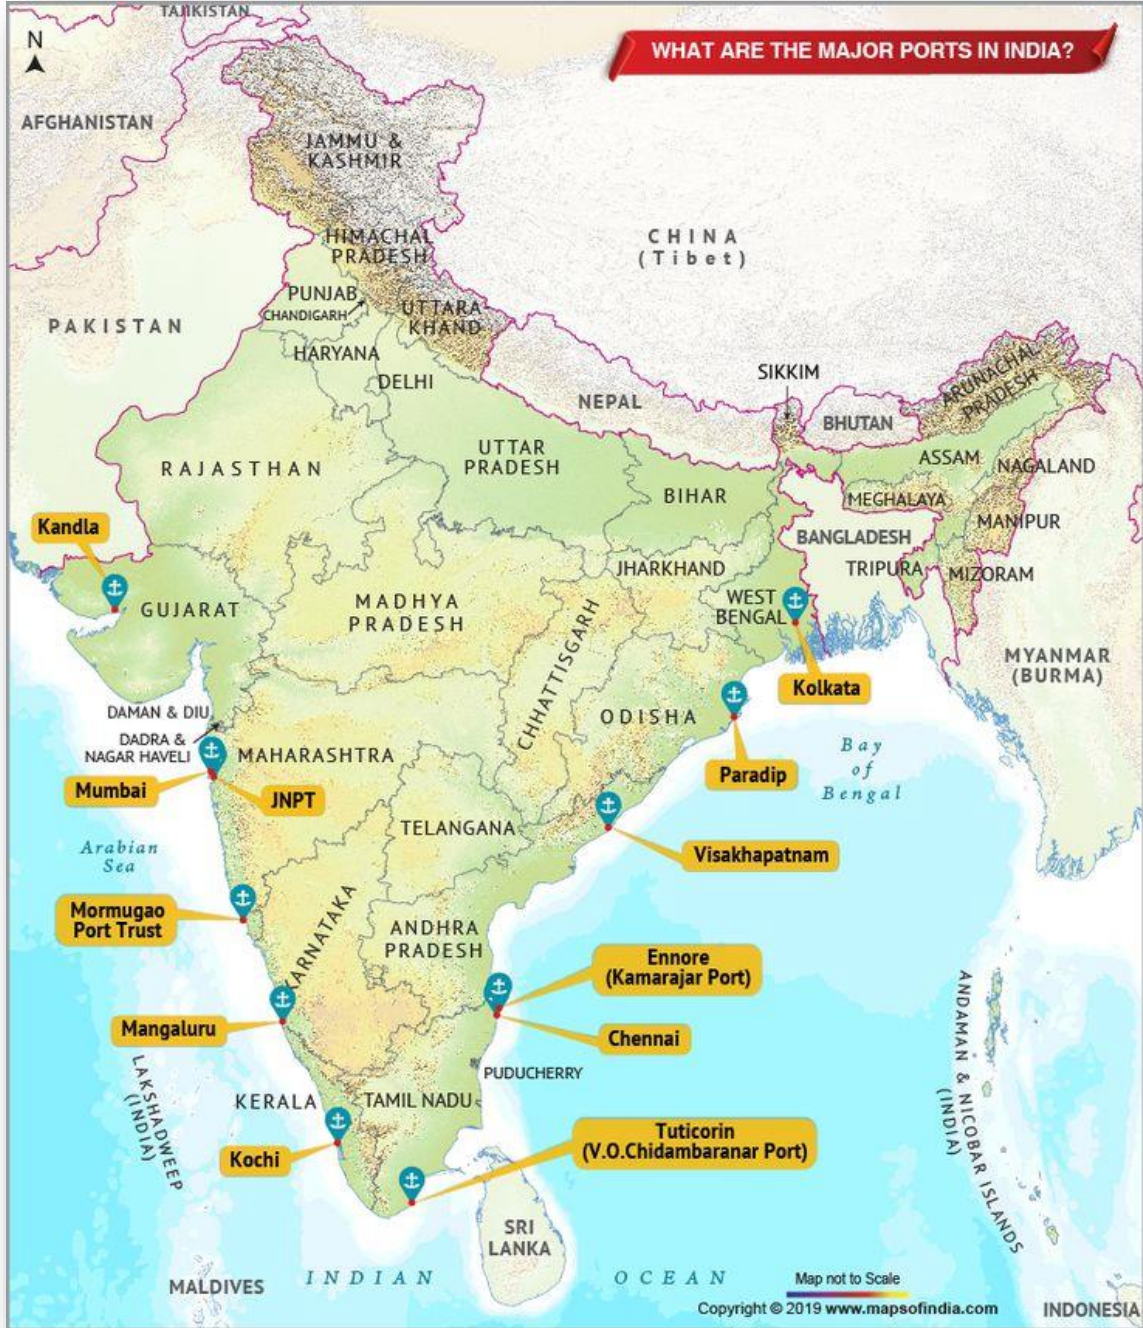 TAJIKISTAN
N
WHAT ARE THE MAJOR PORTS IN INDIA?
AFGHANISTAN
JAMMU &
KASHMIR
CHINA
(Tibet)
HIMACHAL
PRADESH
PUNJAB
CHANDIGARH
UTTARA
KHAND
PAKISTAN
HARYANA
DELHI
SIKKIM
ARUNACHAL
PRADESH
NEPAL
BHUTAN
RAJASTHAN
UTTAR
PRADESH
ASSAM
NAGALAND
BIHAR
MEGHALAYA
Kandla
MANIPUR
BANGLADESH
JHARKHAND
TRIPURA
MIZORAM
GUJARAT
MADHYA
PRADESH
WEST
BENGAL
CHHATTISGARH
MYANMAR
(BURMA)
Kolkata
DAMAN & DIU
ODISHA
DADRA &
NAGAR HAVELI
MAHARASHTRA
Bay
of
Bengal
Paradip
Mumbai
JNPT
TELANGANA
Arabian
Sea
Visakhapatnam
Mormugao
Port Trust
KARNATAKA
ANDHRA
PRADESH
Ennore
(Kamarajar Port)
Mangaluru
Chennai
ANDAMAN & NICOBAR ISLANDS
(INDIA)
LAKSHADWEEP
(INDIA)
PUDUCHERRY
KERALA
TAMIL NADU
Tuticorin
(V.O.Chidambaranar Port)
Kochi
SRI
LANKA
MALDIVES
INDIAN OCEAN
Map not to Scale
Copyright © 2019 www.mapsofindia.com
INDONESIA